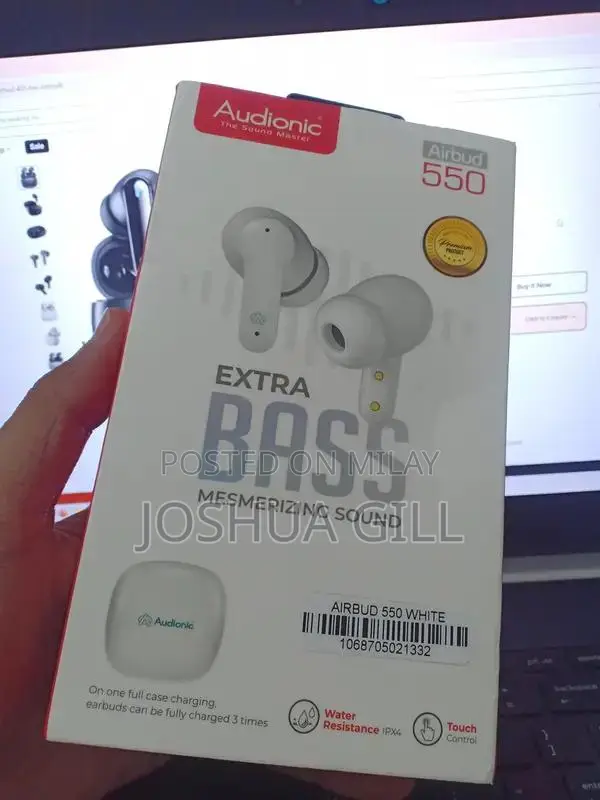 Sale
Audionic®
The Sound Master
Airbud
550
Premium
PRODUCT
Buy It Now
EXTRA
BASS
MESMERIZING SOUND
POSTED ON MILAY
JOSHUA GILL
AIRBUD 550 WHITE
1068705021332
Audionic
On one full case charging,
earbuds can be fully charged 3 times
Water
Resistance IPX4
Touch
Control